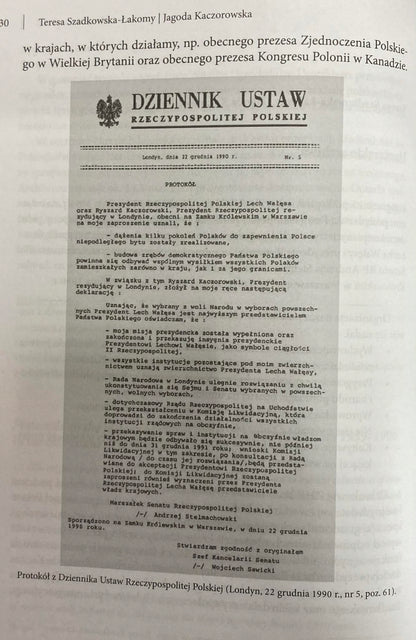 30 Teresa Szadkowska-Łakomy | Jagoda Kaczorowska
w krajach, w których działamy, np. obecnego prezesa Zjednoczenia Polskie-
go w Wielkiej Brytanii oraz obecnego prezesa Kongresu Polonii w Kanadzie.
DZIENNIK USTAW
RZECZYPOSPOLITEJ POLSKIEJ
Londyn, dnia 22 grudnia 1990 r. Nr. 5
PROTOKÓŁ
Prezydent Rzeczypospolitej Polskiej Lech Wałęsa
oraz Ryszard Kaczorowski, Prezydent Rzeczypospolitej re-
zydujący w Londynie, obecni na Zamku Królewskim w Warszawie
na moje zaproszenie uznali, że :
- dążenia kilku pokoleń Polaków do zapewnienia Polsce
niepodległego bytu zostały zrealizowane,
- budowa zrębów demokratycznego Państwa Polskiego
powinna się odbywać wspólnym wysiłkiem wszystkich Polaków
zamieszkałych zarówno w kraju, jak i za jego granicami.
W związku z tym Ryszard Kaczorowski, Prezydent
rezydujący w Londynie, złożył na moje ręce następującą
deklarację :
Uznając, że wybrany z woli Narodu w wyborach powszech-
nych Prezydent Lech Wałęsa jest najwyższym przedstawicielem
Państwa Polskiego oświadczam, że :
- moja misja prezydencka została wypełniona oraz
zakończona i przekazuję insygnia prezydenckie
Prezydentowi Lechowi Wałęsie, jako symbole ciągłości
II Rzeczypospolitej,
- wszystkie instytucje pozostające pod moim zwierzch-
nictwem uznają zwierzchnictwo Prezydenta Lecha Wałęsy,
- Rada Narodowa w Londynie ulegnie rozwiązaniu z chwilą
ukonstytuowania się Sejmu i Senatu wybranych w powszech-
nych, wolnych wyborach,
- dotychczasowy Rząd Rzeczypospolitej na Uchodźstwie
ulega przekształceniu w Komisję Likwidacyjną, która
doprowadzi do zakończenia działalności wszystkich
instytucji rządowych na obczyźnie,
- przekazywanie spraw i instytucji na obczyźnie władzom
krajowym będzie odbywało się sukcesywnie, nie później
niż do dnia 31 grudnia 1991 roku; wnioski Komisji
Likwidacyjnej w tym zakresie, po konsultacji z Radą
Narodową / do czasu jej rozwiązania/, będą przedsta-
wiane do akceptacji Prezydentowi Rzeczypospolitej
Polskiej; do Komisji Likwidacyjnej zostaną
zaproszeni również wyznaczeni przez Prezydenta
Rzeczypospolitej Lecha Wałęsę przedstawiciele
władz krajowych.
Marszałek Senatu Rzeczypospolitej Polskiej
/-/ Andrzej Stelmachowski
Sporządzono na Zamku Królewskim w Warszawie, w dniu 22 grudnia
1990 roku.
Stwierdzam zgodność z oryginałem
Szef Kancelarii Senatu
/-/ Wojciech Sawicki
Protokół z Dziennika Ustaw Rzeczypospolitej Polskiej (Londyn, 22 grudnia 1990 r., nr 5, poz. 61).